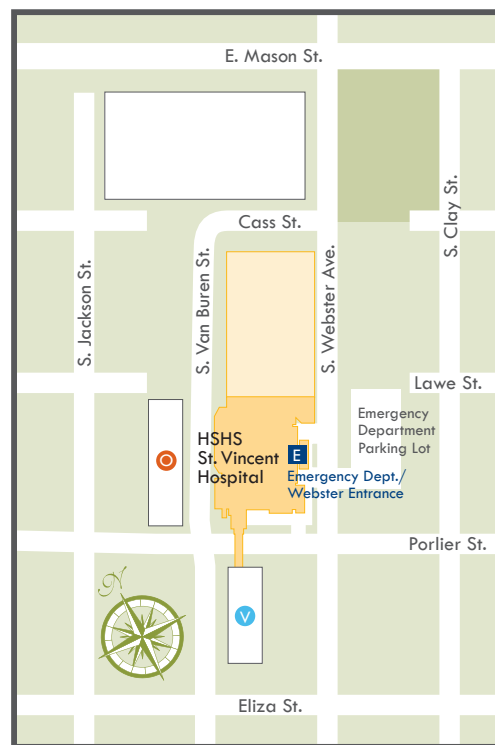 E. Mason St.
S. Clay St.
Cass St.
S. Van Buren St.
S. Webster Ave.
S. Jackson St.
Lawe St.
Emergency
Department
Parking Lot
HSHS
St. Vincent
Hospital
O
E
Emergency Dept./
Webster Entrance
Porlier St.
N
V
Eliza St.